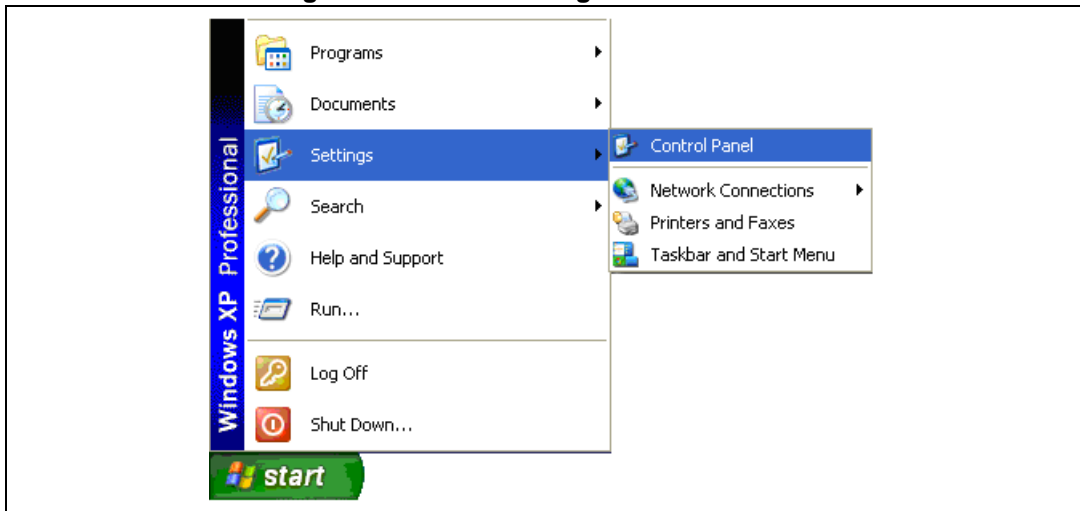 Programs
Documents
Settings
Search
Help and Support
Run...
Log Off
Shut Down...
Windows XP Professional
start
Control Panel
Network Connections
Printers and Faxes
Taskbar and Start Menu